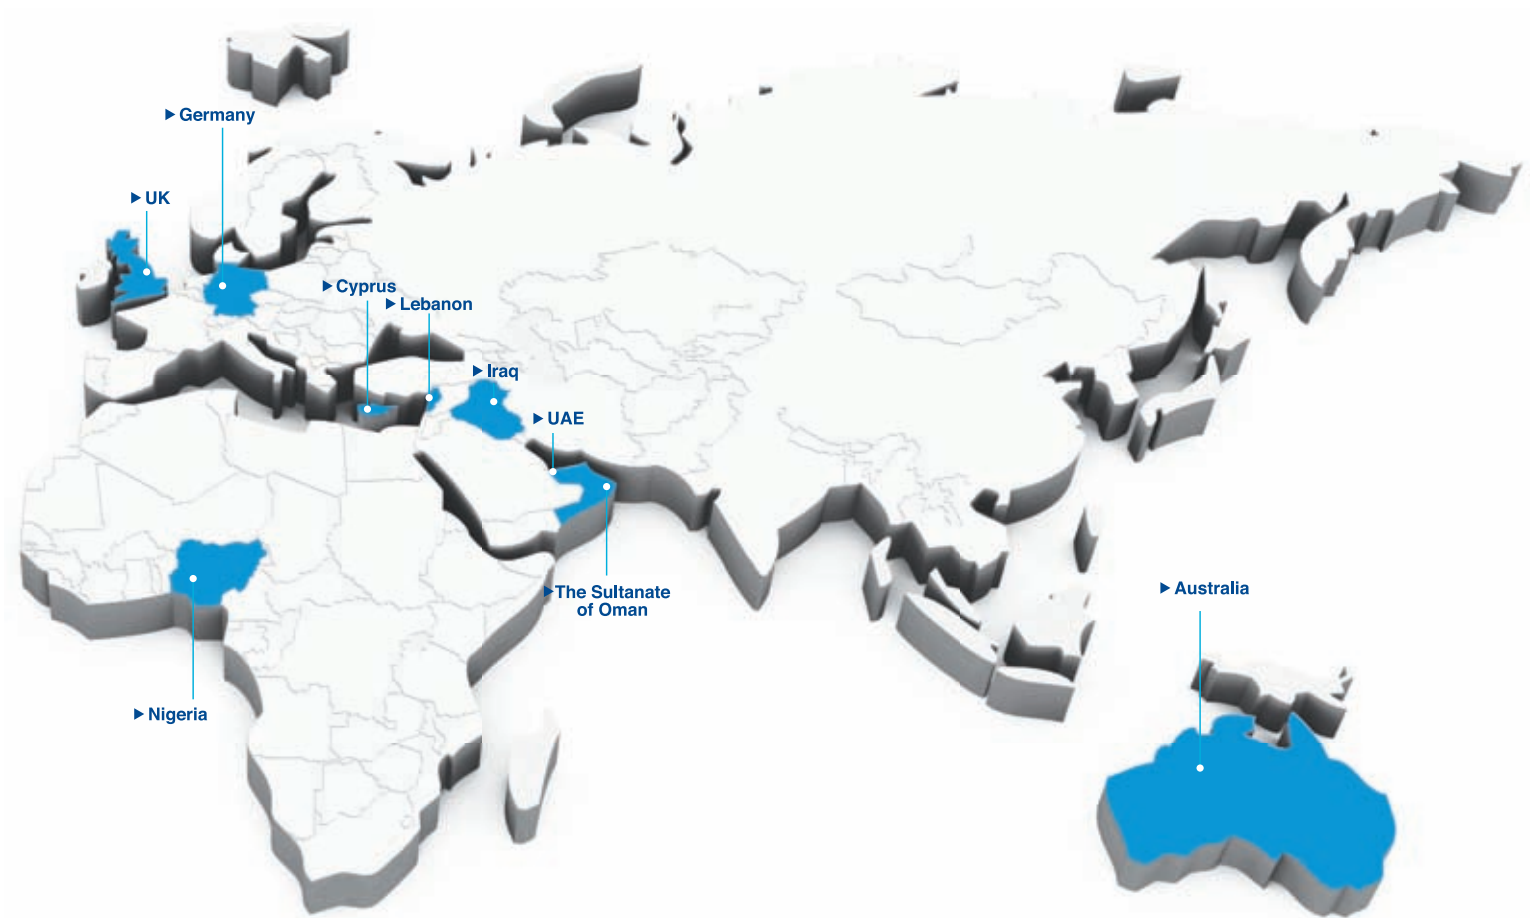 Germany
UK
Cyprus
Lebanon
Iraq
UAE
The Sultanate
of Oman
Australia
Nigeria